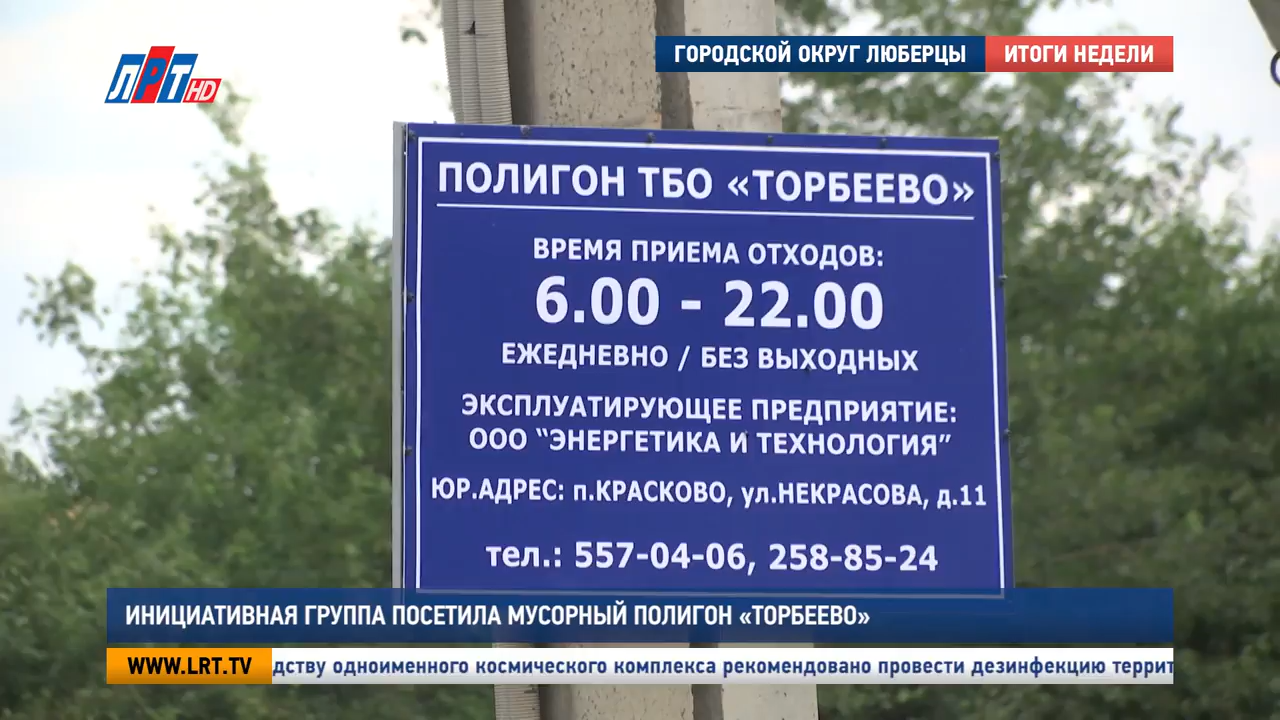 ЛРТ HD
ГОРОДСКОЙ ОКРУГ ЛЮБЕРЦЫ ИТОГИ НЕДЕЛИ
ПОЛИГОН ТБО «ТОРБЕЕВО»
ВРЕМЯ ПРИЕМА ОТХОДОВ:
6.00 - 22.00
ЕЖЕДНЕВНО / БЕЗ ВЫХОДНЫХ
ЭКСПЛУАТИРУЮЩЕЕ ПРЕДПРИЯТИЕ:
ООО “ЭНЕРГЕТИКА И ТЕХНОЛОГИЯ”
ЮР.АДРЕС: п.КРАСКОВО, ул.НЕКРАСОВА, д.11
тел.: 557-04-06, 258-85-24
ИНИЦИАТИВНАЯ ГРУППА ПОСЕТИЛА МУСОРНЫЙ ПОЛИГОН «ТОРБЕЕВО»
WWW.LRT.TV дству одноименного космического комплекса рекомендовано провести дезинфекцию террит